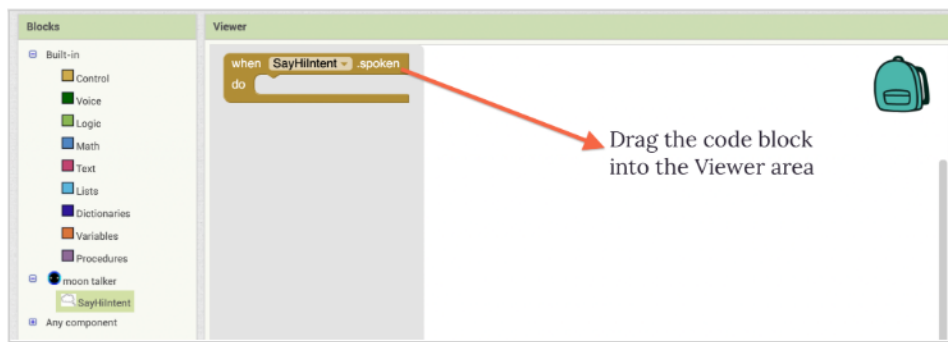 Blocks
Viewer
Built-in
Control
Voice
Logic
Math
Text
Lists
Dictionaries
Variables
Procedures
moon talker
SayHiIntent
Any component
when SayHiIntent .spoken
do
Drag the code block
into the Viewer area